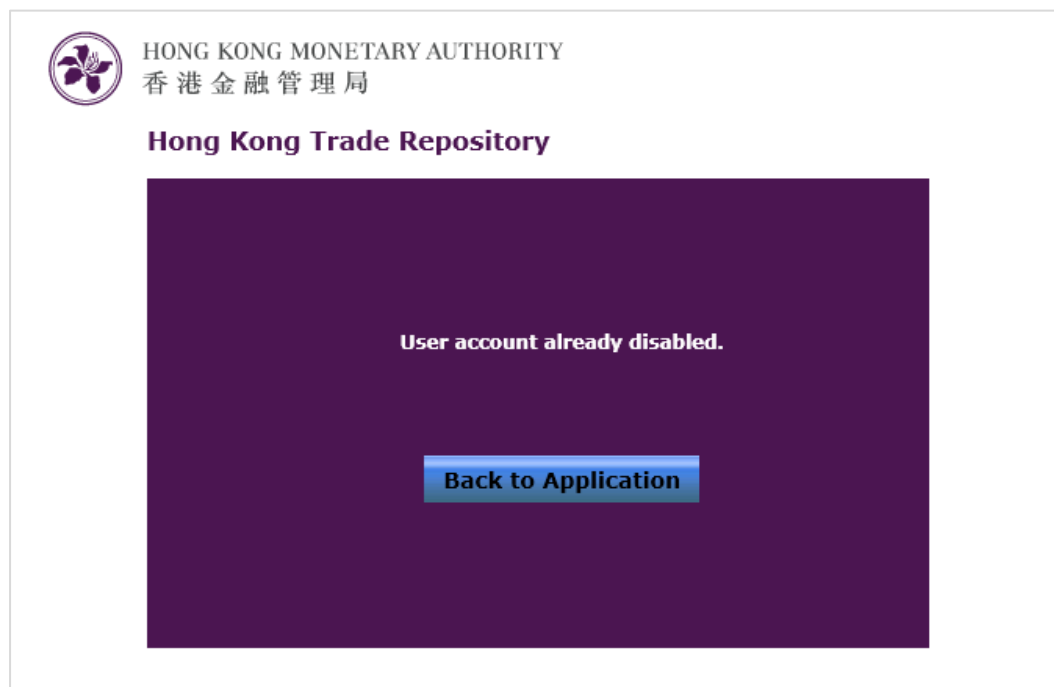 HONG KONG MONETARY AUTHORITY
香港金融管理局
Hong Kong Trade Repository
User account already disabled.
Back to Application